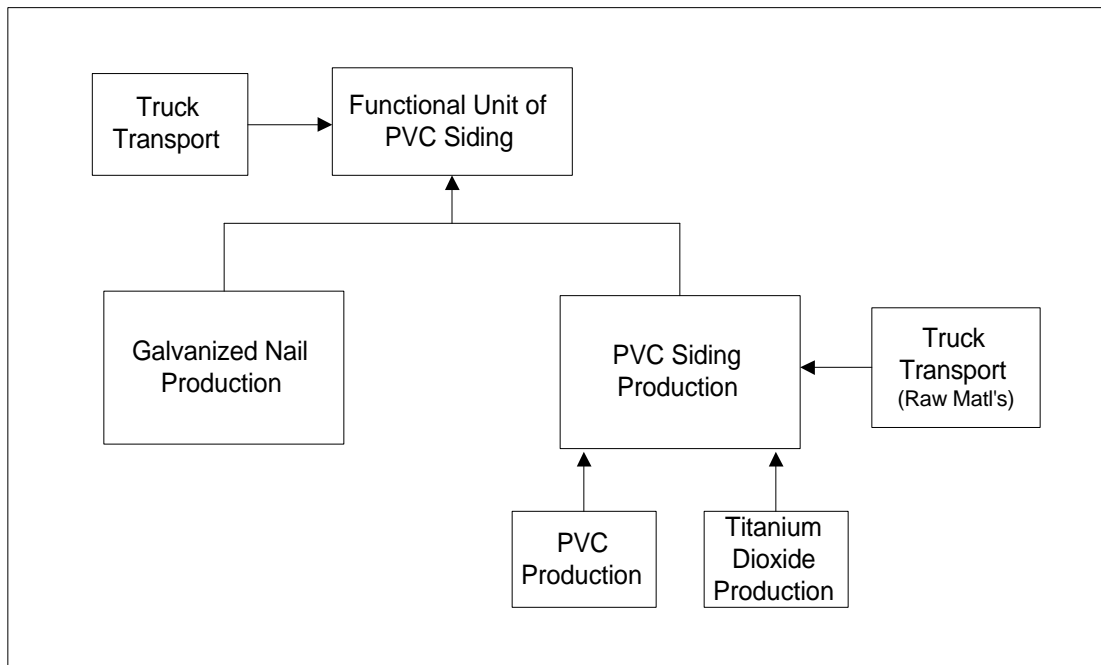 Truck
Transport
Functional Unit of
PVC Siding
Galvanized Nail
Production
PVC Siding
Production
Truck
Transport
(Raw Matl's)
PVC
Production
Titanium
Dioxide
Production